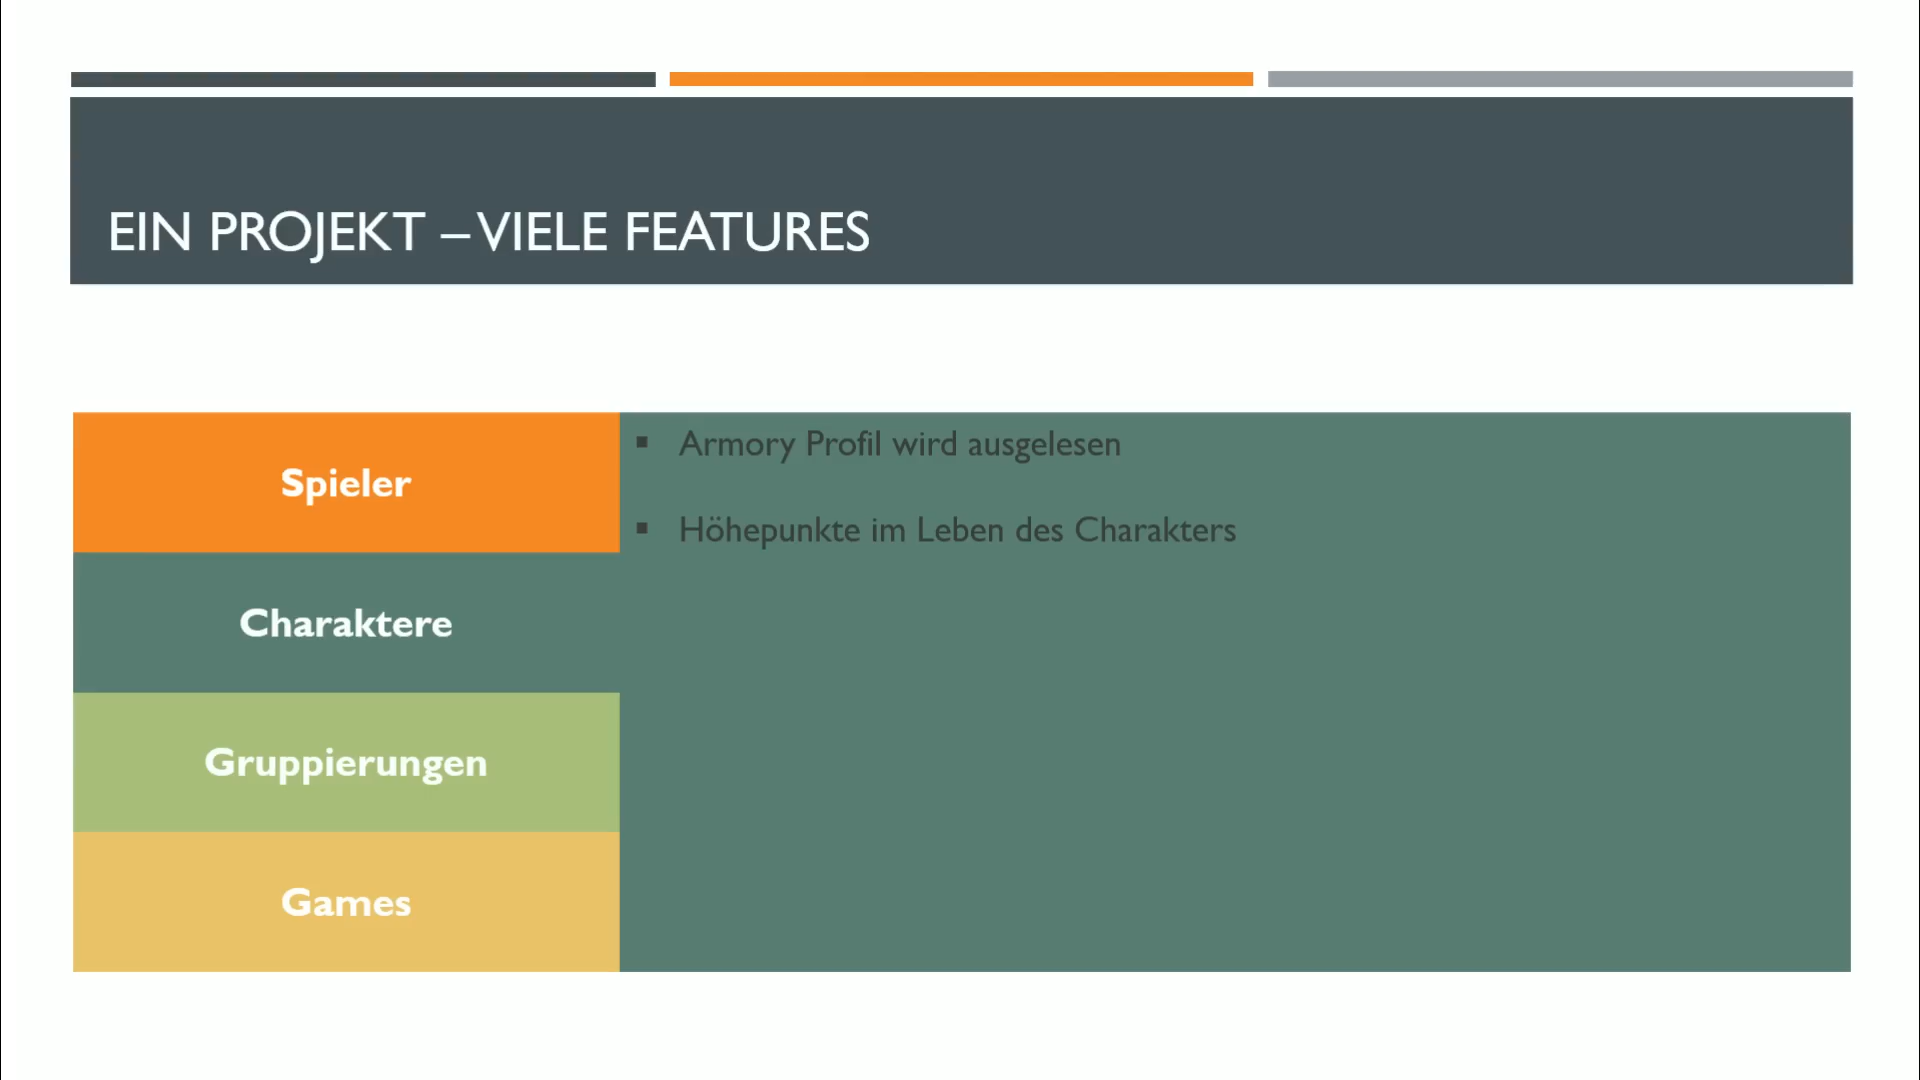 EIN PROJEKT – VIELE FEATURES
Spieler
Charaktere
Gruppierungen
Games
▪ Armory Profil wird ausgelesen
▪ Höhepunkte im Leben des Charakters